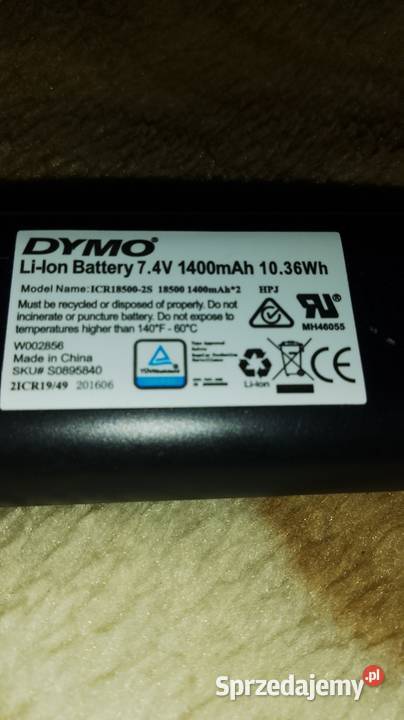 DYMO
Li-Ion Battery 7.4V 1400mAh 10.36Wh
Model Name: ICR18500-2S 18500 1400mAh*2 HPJ
Must be recycled or disposed of property. Do not
incinerate or puncture battery. Do not expose to
temperatures higher than 140°F - 60°C
MH46055
W002856
Made in China
SKU# S0895840
2ICR19/49 201606
Li-Ion
CE
Sprzedajemy.pl